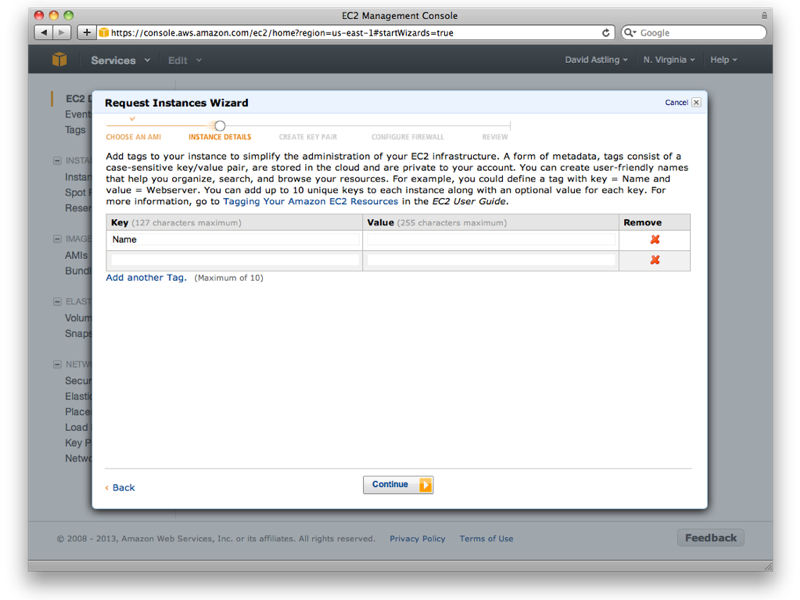 EC2 Management Console
https://console.aws.amazon.com/ec2/home?region=us-east-1#startWizards=true
Google
Services
Edit
David Astling
N. Virginia
Help
EC2 D
Event
Tags
INSTA
Instan
Spot R
Reser
IMAGE
AMIs
Bundl
ELAST
Volum
Snaps
NETW
Secur
Elastic
Place
Load
Key P
Netwo
Request Instances Wizard
Cancel
CHOOSE AN AMI
INSTANCE DETAILS
CREATE KEY PAIR
CONFIGURE FIREWALL
REVIEW
Add tags to your instance to simplify the administration of your EC2 infrastructure. A form of metadata, tags consist of a
case-sensitive key/value pair, are stored in the cloud and are private to your account. You can create user-friendly names
that help you organize, search, and browse your resources. For example, you could define a tag with key = Name and
value = Webserver. You can add up to 10 unique keys to each instance along with an optional value for each key. For
more information, go to Tagging Your Amazon EC2 Resources in the EC2 User Guide.
Key (127 characters maximum)
Value (255 characters maximum)
Remove
Name
Add another Tag. (Maximum of 10)
< Back
Continue
© 2008 - 2013, Amazon Web Services, Inc. or its affiliates. All rights reserved.
Privacy Policy
Terms of Use
Feedback